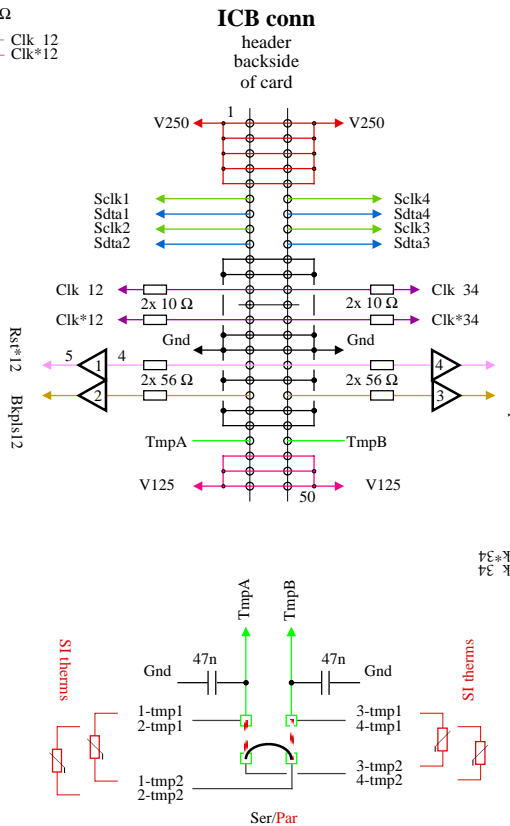 Ω
Clk 12
Clk*12
ICB conn
header
backside
of card
1
V250 V250
Sclk1 Sclk4
Sdta1 Sdta4
Sclk2 Sclk3
Sdta2 Sdta3
Clk 12 Clk 34
2x 10 Ω 2x 10 Ω
Clk*12 Clk*34
Gnd Gnd
Rst*12
5 1 4 4
2x 56 Ω 2x 56 Ω
2 3
Bkpls12
TmpA TmpB
V125 V125
50
k*34
k 34
TmpA TmpB
47n 47n
Gnd Gnd
SI therms SI therms
1-tmp1 3-tmp1
2-tmp1 4-tmp1
1-tmp2 3-tmp2
2-tmp2 4-tmp2
Ser/Par